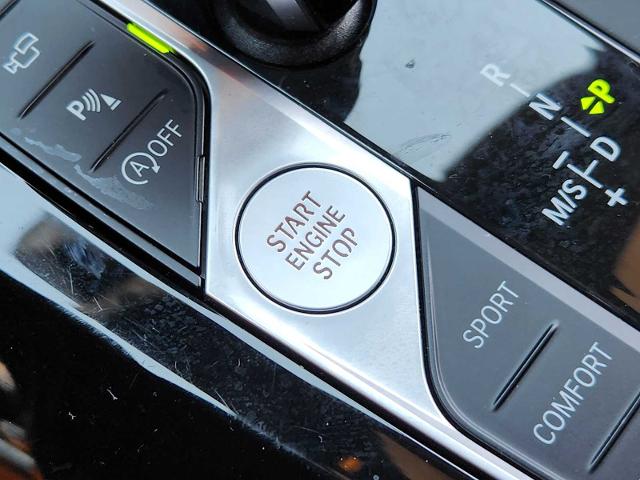 P
A OFF
START
ENGINE
STOP
R
N
P
- D
M/S +
SPORT
COMFORT